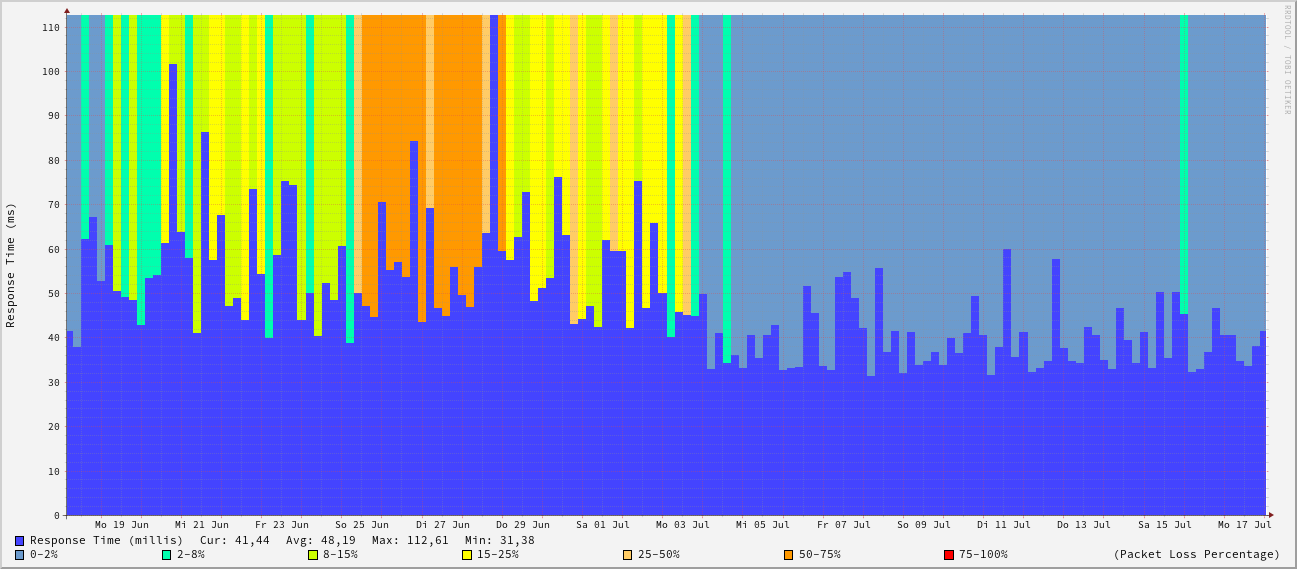 RRDTOOL / TOBI OETIKER
Response Time (ms)
110
100
90
80
70
60
50
40
30
20
10
0
Mo 19 Jun Mi 21 Jun Fr 23 Jun So 25 Jun Di 27 Jun Do 29 Jun Sa 01 Jul Mo 03 Jul Mi 05 Jul Fr 07 Jul So 09 Jul Di 11 Jul Do 13 Jul Sa 15 Jul Mo 17 Jul
Response Time (millis) Cur: 41,44 Avg: 48,19 Max: 112,61 Min: 31,38
0-2% 2-8% 8-15% 15-25% 25-50% 50-75% 75-100% (Packet Loss Percentage)